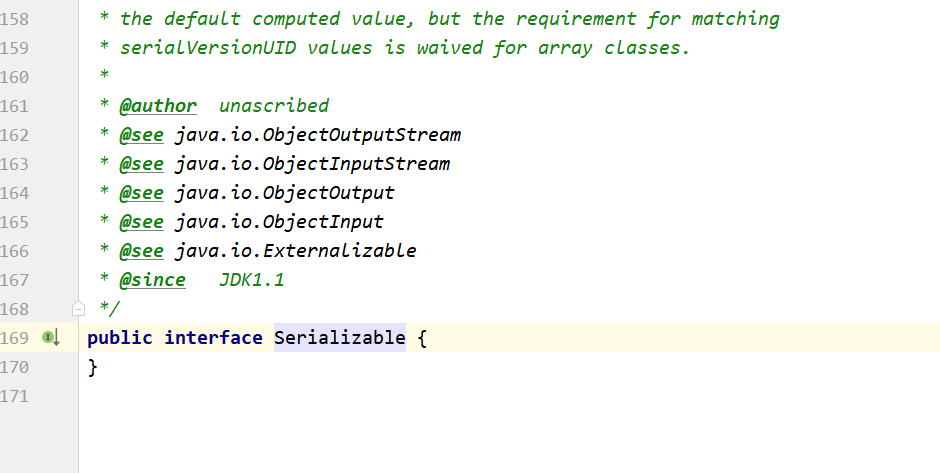 158 * the default computed value, but the requirement for matching
159 * serialVersionUID values is waived for array classes.
160 *
161 * @author  unascribed
162 * @see java.io.ObjectOutputStream
163 * @see java.io.ObjectInputStream
164 * @see java.io.ObjectOutput
165 * @see java.io.ObjectInput
166 * @see java.io.Externalizable
167 * @since   JDK1.1
168 */
169 public interface Serializable {
170 }
171